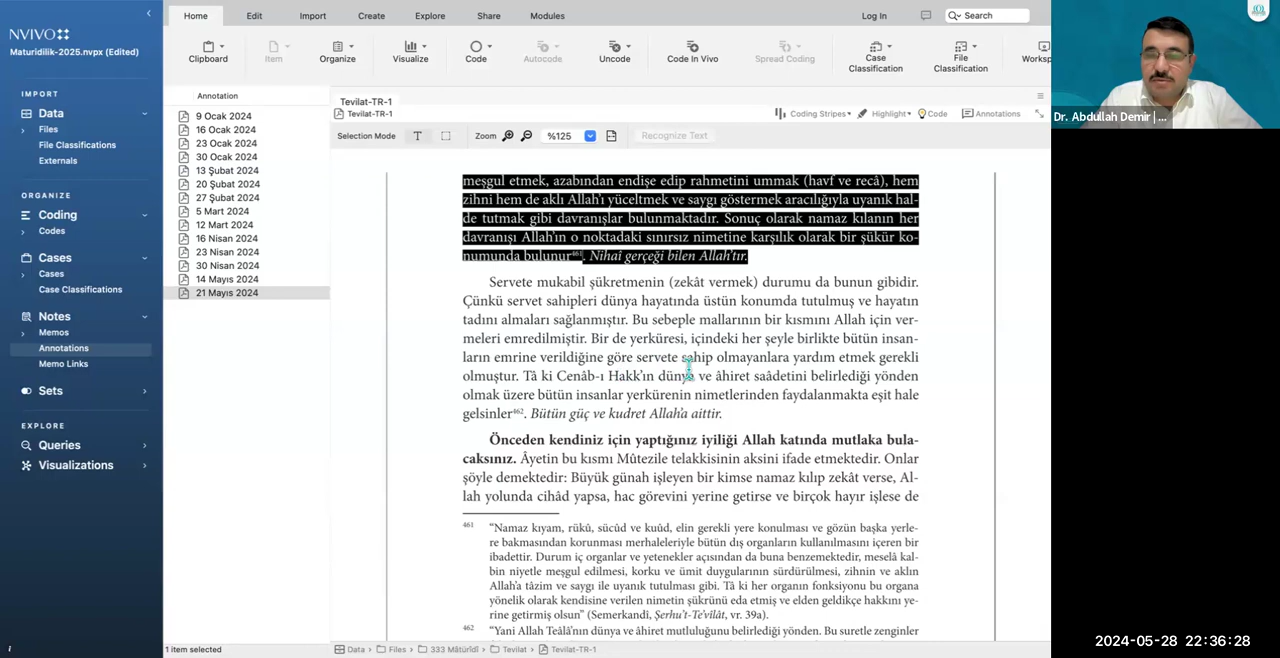 Home Edit Import Create Explore Share Modules Log In Search
NVIVO
Maturidilik-2025.nvpx (Edited)
Clipboard Item Organize Visualize Code Autocode Uncode Code In Vivo Spread Coding Case Classification File Classification Worksp
IMPORT
Data
Files
File Classifications
Externals
ORGANIZE
Coding
Codes
Cases
Cases
Case Classifications
Notes
Memos
Annotations
Memo Links
Sets
EXPLORE
Queries
Visualizations
Annotation
9 Ocak 2024
16 Ocak 2024
23 Ocak 2024
30 Ocak 2024
13 Şubat 2024
20 Şubat 2024
27 Şubat 2024
5 Mart 2024
12 Mart 2024
16 Nisan 2024
23 Nisan 2024
30 Nisan 2024
14 Mayıs 2024
21 Mayıs 2024
1 item selected
Tevilat-TR-1
Tevilat-TR-1 Coding Stripes Highlight Code Annotations
Selection Mode T Zoom %125 Recognize Text
meşgul etmek, azabından endişe edip rahmetini ummak (havf ve recâ), hem
zihni hem de aklı Allah'ı yüceltmek ve saygı göstermek aracılığıyla uyanık hal-
de tutmak gibi davranışlar bulunmaktadır. Sonuç olarak namaz kılanın her
davranışı Allah'ın o noktadaki sınırsız nimetine karşılık olarak bir şükür ko-
numunda bulunur461. Nihaî gerçeği bilen Allah'tır.
Servete mukabil şükretmenin (zekât vermek) durumu da bunun gibidir.
Çünkü servet sahipleri dünya hayatında üstün konumda tutulmuş ve hayatın
tadını almaları sağlanmıştır. Bu sebeple mallarının bir kısmını Allah için ver-
meleri emredilmiştir. Bir de yerküresi, içindeki her şeyle birlikte bütün insan-
ların emrine verildiğine göre servete sahip olmayanlara yardım etmek gerekli
olmuştur. Tâ ki Cenâb-ı Hakk'ın dünya ve âhiret saâdetini belirlediği yönden
olmak üzere bütün insanlar yerkürenin nimetlerinden faydalanmakta eşit hale
gelsinler462. Bütün güç ve kudret Allah'a aittir.
Önceden kendiniz için yaptığınız iyiliği Allah katında mutlaka bula-
caksınız. Âyetin bu kısmı Mûtezile telakkisinin aksini ifade etmektedir. Onlar
şöyle demektedir: Büyük günah işleyen bir kimse namaz kılıp zekât verse, Al-
lah yolunda cihâd yapsa, hac görevini yerine getirse ve birçok hayır işlese de
461 "Namaz kıyam, rükû, sücûd ve kuûd, elin gerekli yere konulması ve gözün başka yerle-
re bakmasından korunması merhaleleriyle bütün dış organların kullanılmasını içeren bir
ibadettir. Durum iç organlar ve yetenekler açısından da buna benzemektedir, meselâ kal-
bin niyetle meşgul edilmesi, korku ve ümit duygularının sürdürülmesi, zihnin ve aklın
Allah'a tâzim ve saygı ile uyanık tutulması gibi. Tâ ki her organın fonksiyonu bu organa
yönelik olarak kendisine verilen nimetin şükrünü eda etmiş ve elden geldikçe hakkını ye-
rine getirmiş olsun" (Semerkandî, Şerhu't-Te'vîlât, vr. 39a).
462 "Yani Allah Teâlâ'nın dünya ve âhiret mutluluğunu belirlediği yönden. Bu suretle zenginler
Data Files 333 Mâtürîdî Tevilat Tevilat-TR-1
Dr. Abdullah Demir | ...
2024-05-28 22:36:28